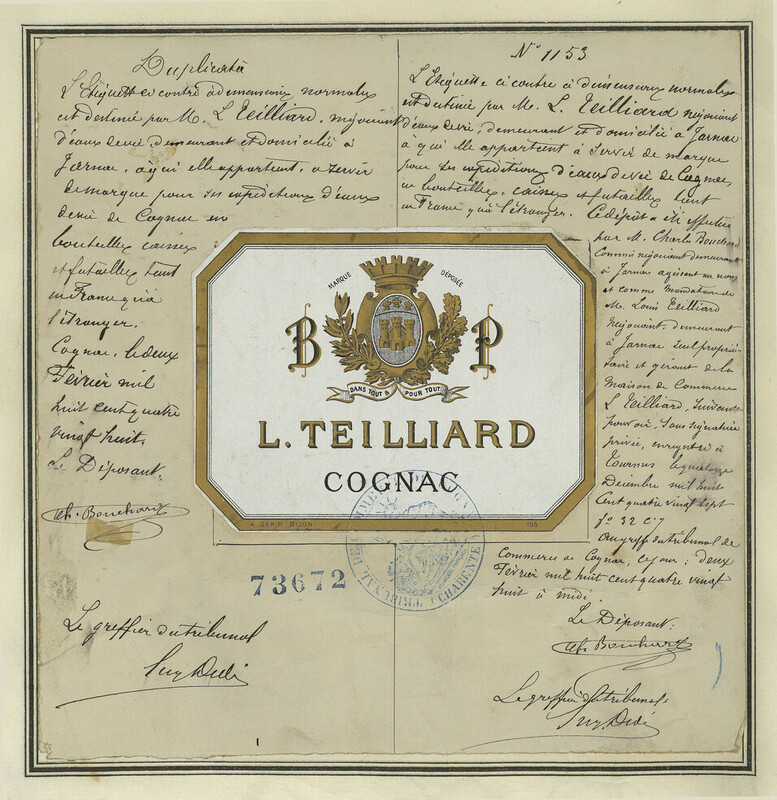 Duplicata
L'Etiquette ci contre à dimensions normales
est destinée par M. L Teilliard, négociant
d'eaux de vie demeurant et domicilié à
Jarnac, à qui elle appartient, à servir
de marque pour ses expéditions d'eaux
de vie de Cognac en
bouteilles caisses
et futailles tant
en France qu'à
l'étranger.
Cognac, le deux
Février mil
huit cent quatre
vingt huit.
Le Déposant:
Ch. Bouchard
Le greffier du tribunal
N° 1153
L'Etiquette ci contre à dimensions normales
est destinée par M. L. Teilliard négociant
d'eaux de vie, demeurant et domicilié à Jarnac
à qui elle appartient à servir de marque
pour ses expéditions d'eaux de vie de Cognac
en bouteilles, caisses et futailles tant
en France qu'à l'étranger. Ce dépôt a été effectué
par M. Charles Bouchard
Commis négociant demeurant
à Jarnac agissant au nom
et comme mandataire de
M. Louis Teilliard
Négociant, demeurant
à Jarnac seul proprié-
taire et gérant de la
Maison de Commerce
L Teilliard, suivant
pouvoir, sous signature
privée, enregistré à
Décembre mil huit
Cent quatre vingt sept
f° 32 c. 7
Au greffe du tribunal de
Commerce de Cognac, ce jour, deux
Février mil huit cent quatre vingt
huit à midi.
Le Déposant:
Ch. Bouchard
Le greffier du tribunal
MARQUE DÉPOSÉE
B P
DANS TOUT & POUR TOUT
L. TEILLIARD
COGNAC
DIJON
105
TRIBUNAL DE COMMERCE DE COGNAC (CHARENTE)
73672